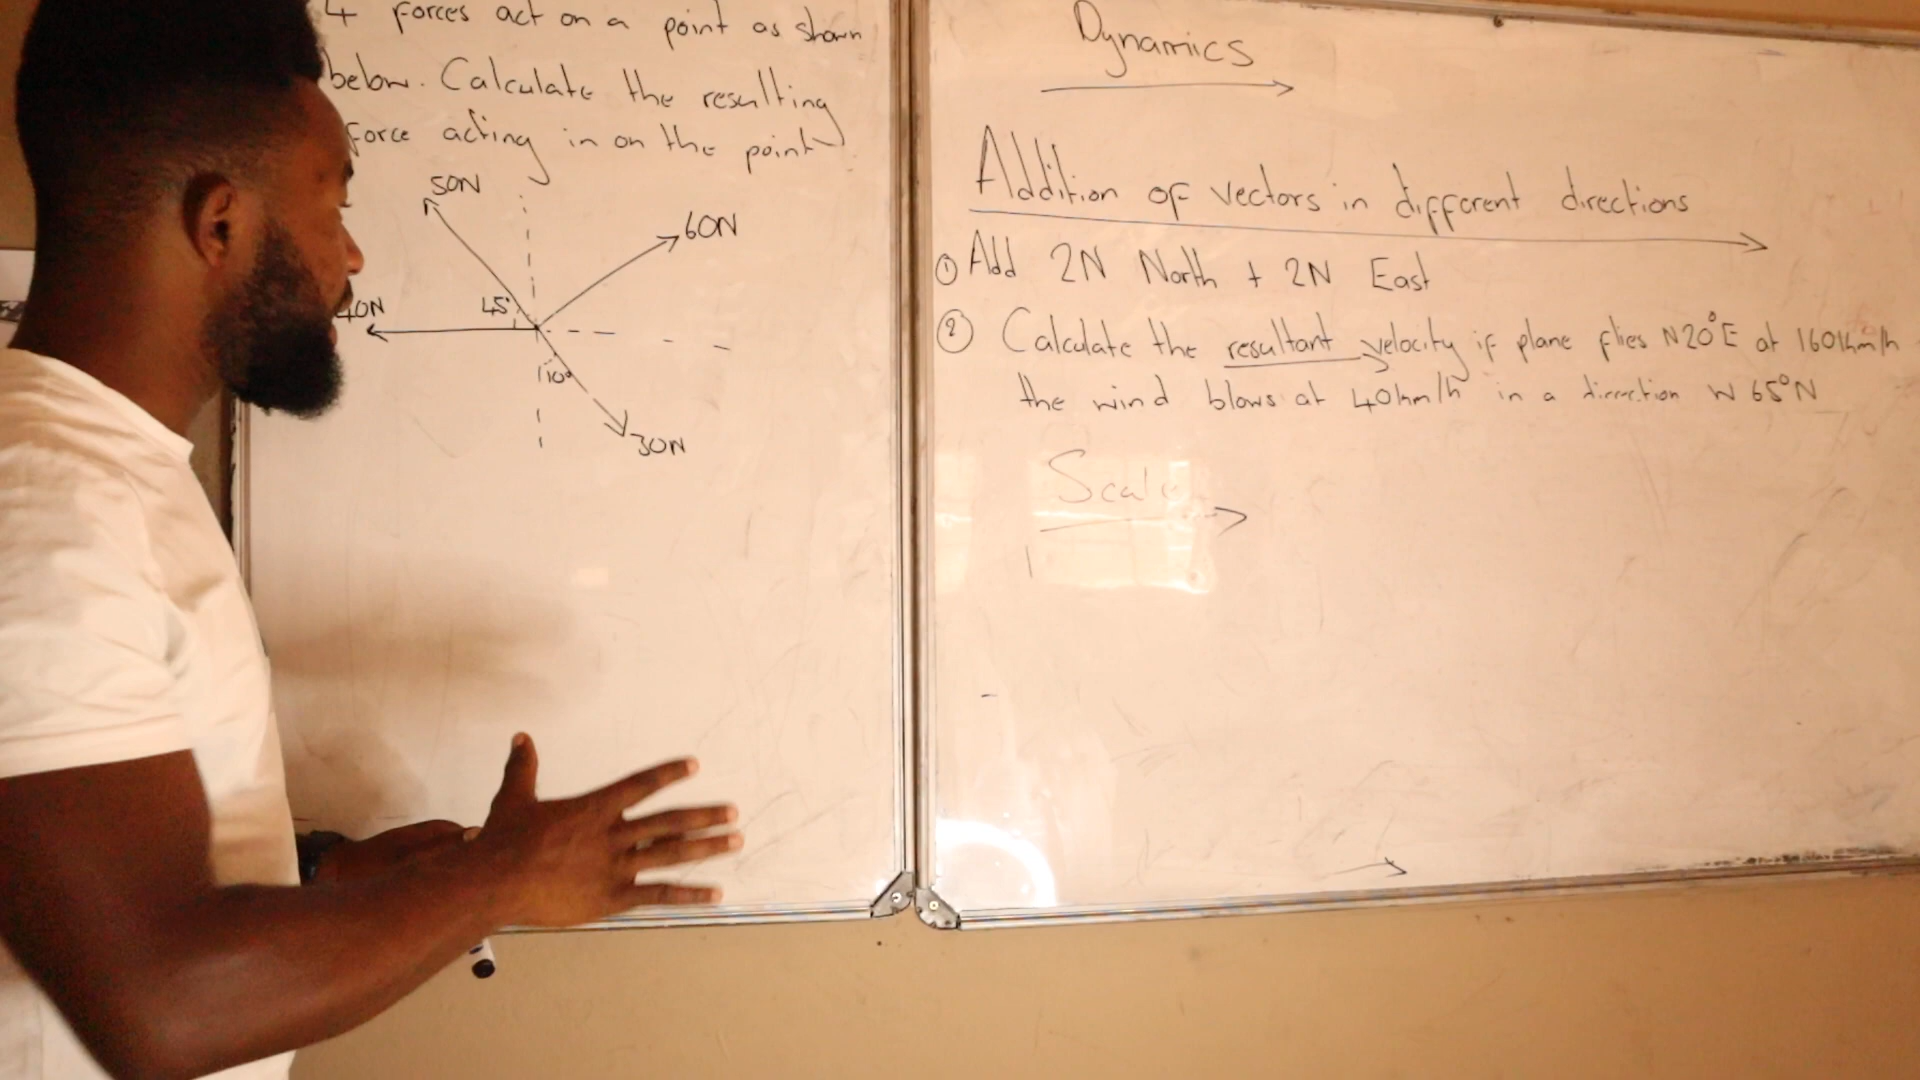 4 forces act on a point as shown
below. Calculate the resulting
force acting in on the point
50N
60N
45°
40N
10°
30N
Dynamics
Addition of vectors in different directions
① Add 2N North + 2N East
② Calculate the resultant velocity if plane flies N20°E at 160km/h
the wind blows at 40km/h in a direction W 65°N
Scale
1